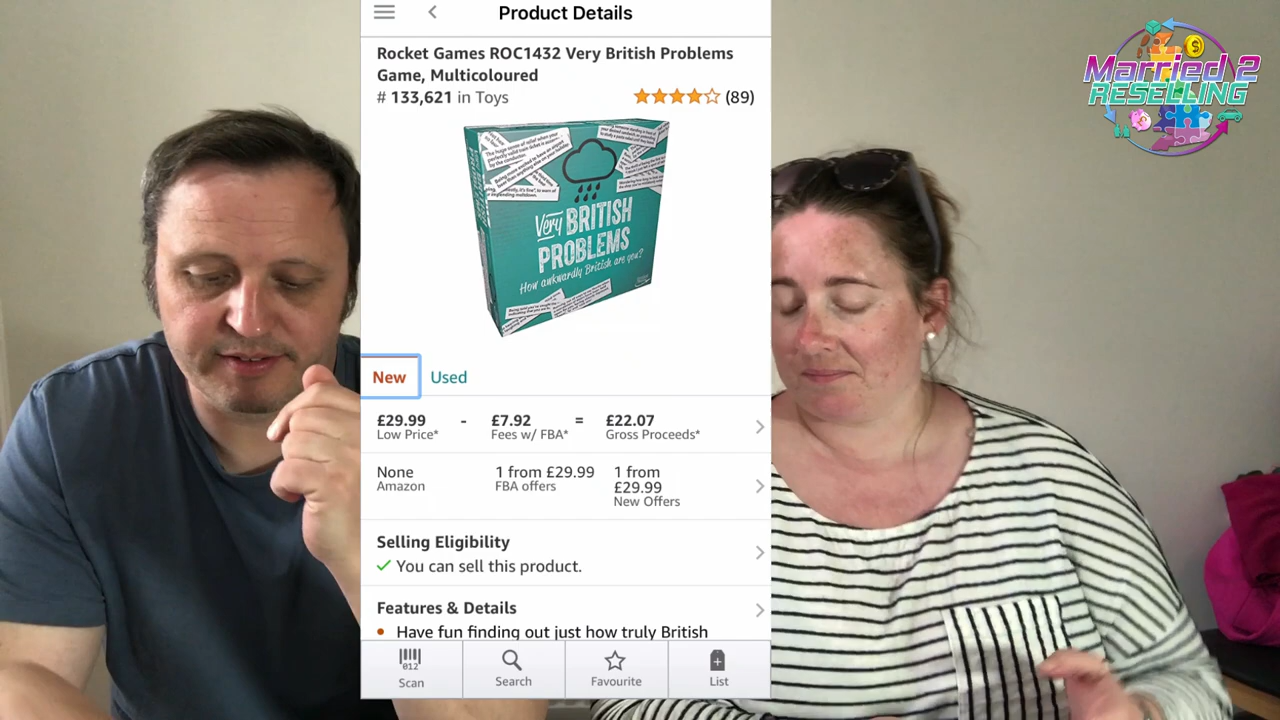 Product Details
Rocket Games ROC1432 Very British Problems
Game, Multicoloured
# 133,621 in Toys
(89)
Very BRITISH
PROBLEMS
How awkwardly British are you?
New
Used
£29.99 - £7.92 = £22.07
Low Price* Fees w/ FBA* Gross Proceeds*
None 1 from £29.99 1 from
£29.99
Amazon FBA offers New Offers
Selling Eligibility
You can sell this product.
Features & Details
Have fun finding out just how truly British
Scan Search Favourite List
Married 2
RESELLING